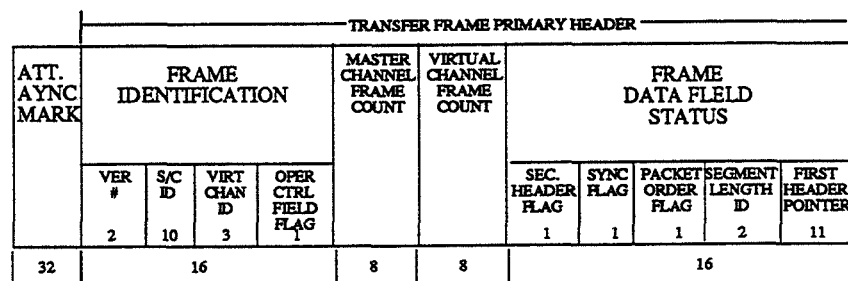 TRANSFER FRAME PRIMARY HEADER
ATT.
AYNC
MARK
FRAME
IDENTIFICATION
MASTER
CHANNEL
FRAME
COUNT
VIRTUAL
CHANNEL
FRAME
COUNT
FRAME
DATA FLELD
STATUS
VER
#
2
S/C
ID
10
VIRT
CHAN
ID
3
OPER
CTRL
FIELD
FLAG
1
SEC.
HEADER
FLAG
1
SYNC
FLAG
1
PACKET
ORDER
FLAG
1
SEGMENT
LENGTH
ID
2
FIRST
HEADER
POINTER
11
32
16
8
8
16